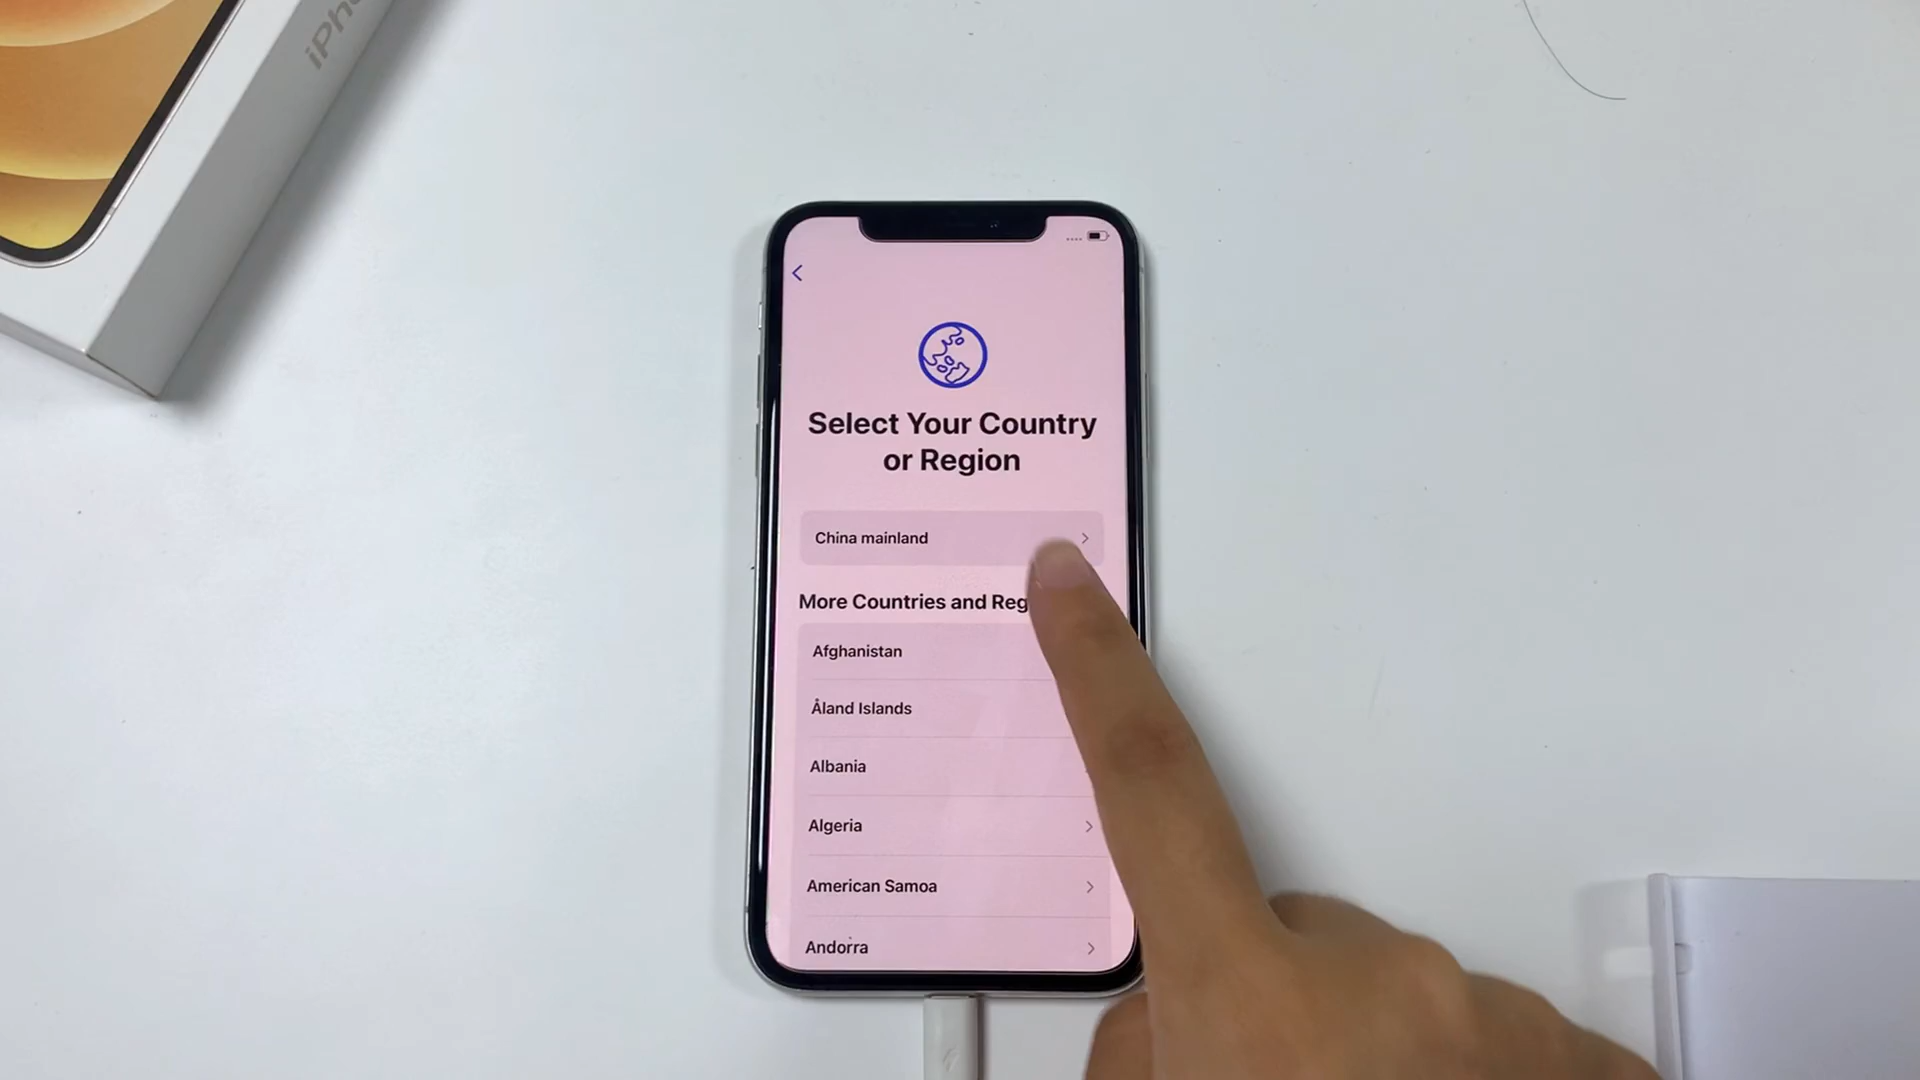 Select Your Country
or Region
China mainland
More Countries and Reg
Afghanistan
Åland Islands
Albania
Algeria
American Samoa
Andorra